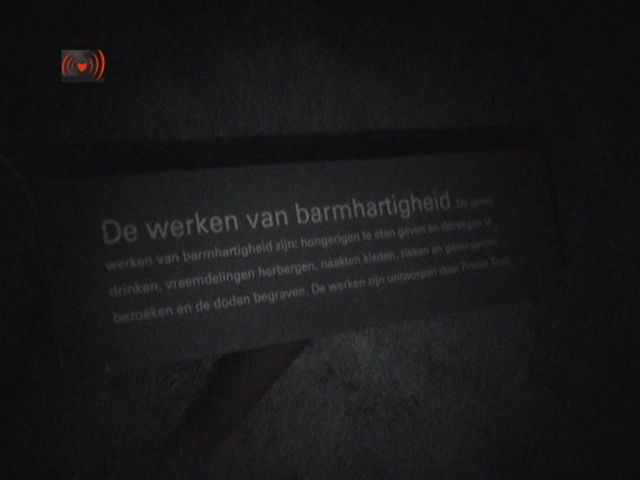 De werken van barmhartigheid De zeven
werken van barmhartigheid zijn: hongerigen te eten geven en dorstigen te
drinken, vreemdelingen herbergen, naakten kleden, zieken en gevangenen
bezoeken en de doden begraven. De werken zijn ontworpen door